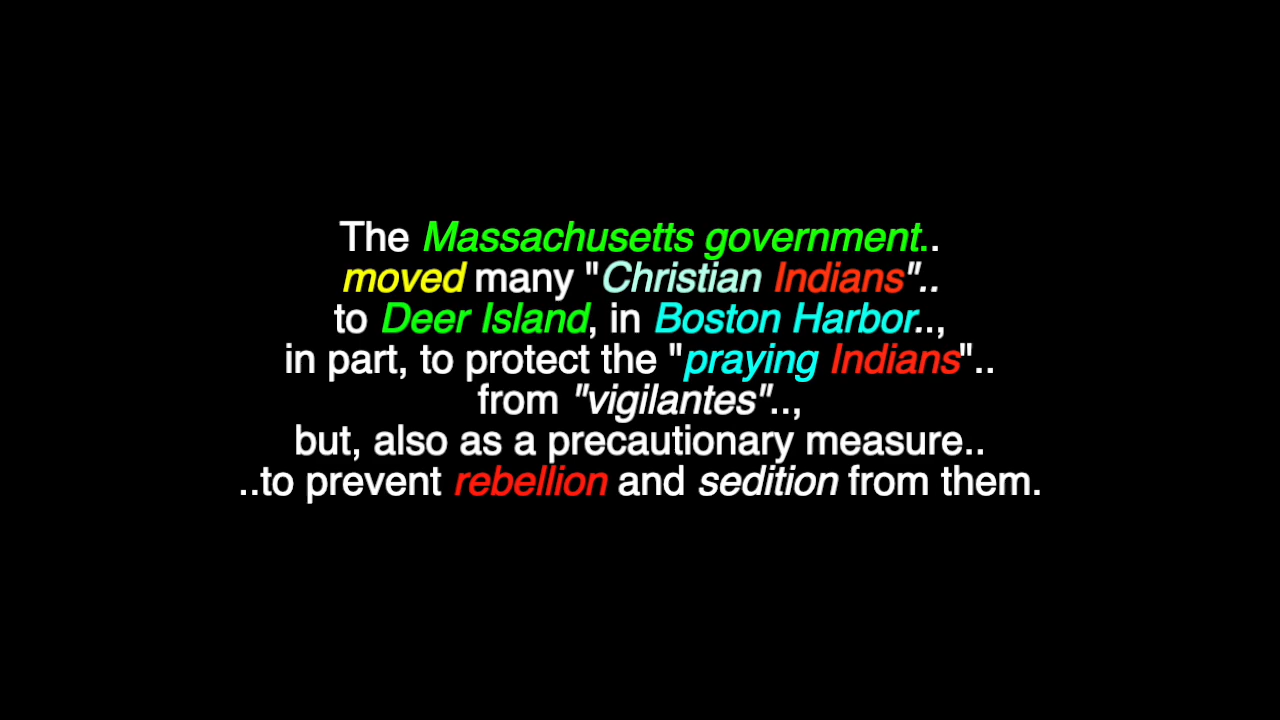 The Massachusetts government..
moved many "Christian Indians"..
to Deer Island, in Boston Harbor..,
in part, to protect the "praying Indians"..
from "vigilantes"..,
but, also as a precautionary measure..
..to prevent rebellion and sedition from them.